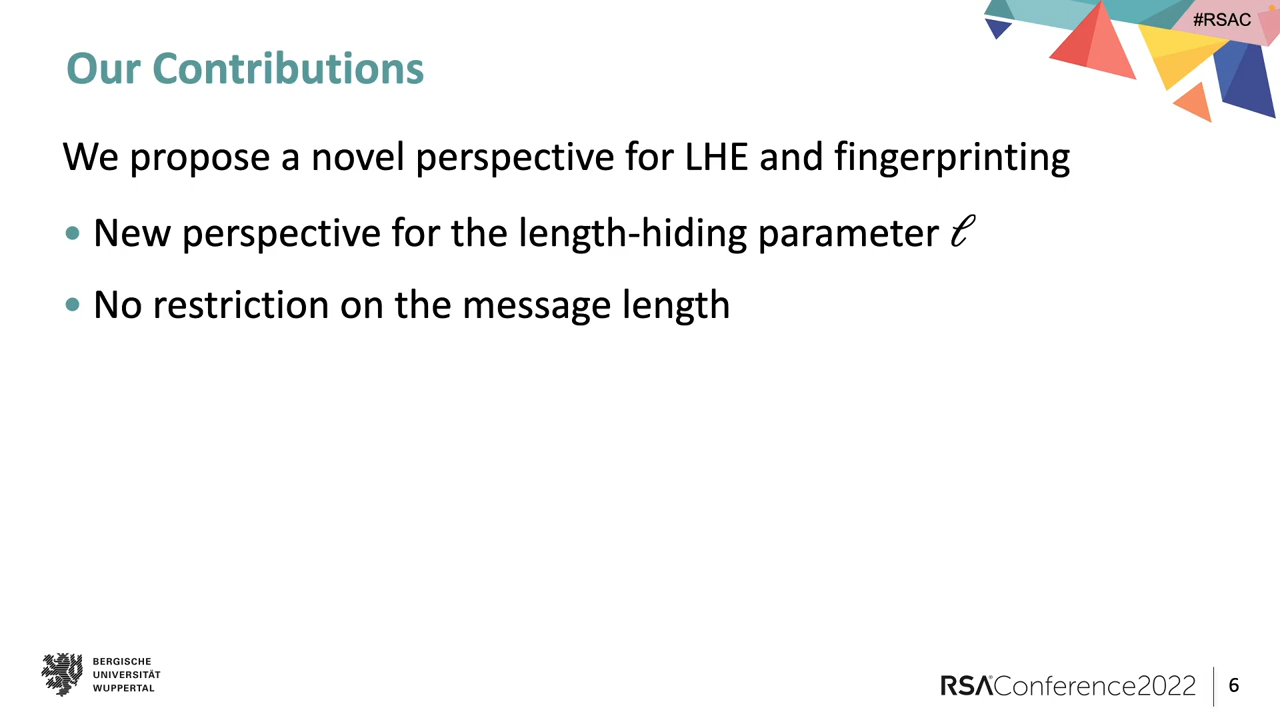 #RSAC
Our Contributions
We propose a novel perspective for LHE and fingerprinting
• New perspective for the length-hiding parameter ℓ
• No restriction on the message length
BERGISCHE
UNIVERSITÄT
WUPPERTAL
RSAConference2022
6